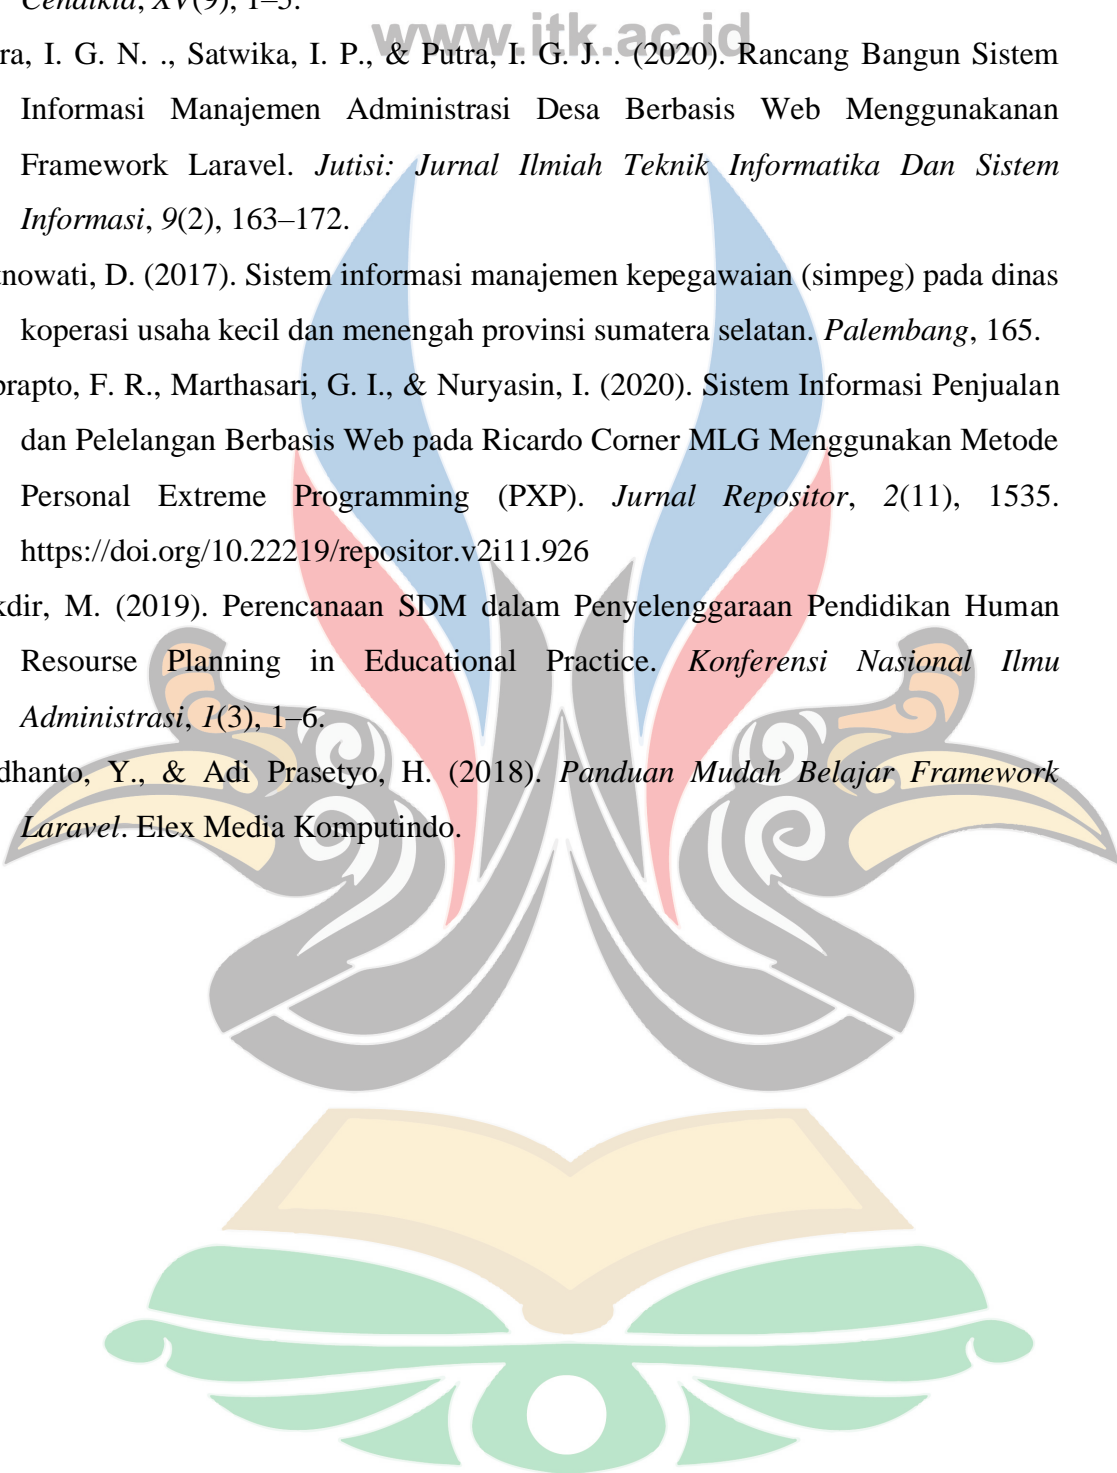 Cendikia, XV(9), 1–5.
www.itk.ac.id
ra, I. G. N. ., Satwika, I. P., & Putra, I. G. J. . (2020). Rancang Bangun Sistem
Informasi Manajemen Administrasi Desa Berbasis Web Menggunakanan
Framework Laravel. Jutisi: Jurnal Ilmiah Teknik Informatika Dan Sistem
Informasi, 9(2), 163–172.
nowati, D. (2017). Sistem informasi manajemen kepegawaian (simpeg) pada dinas
koperasi usaha kecil dan menengah provinsi sumatera selatan. Palembang, 165.
prapto, F. R., Marthasari, G. I., & Nuryasin, I. (2020). Sistem Informasi Penjualan
dan Pelelangan Berbasis Web pada Ricardo Corner MLG Menggunakan Metode
Personal Extreme Programming (PXP). Jurnal Repositor, 2(11), 1535.
https://doi.org/10.22219/repositor.v2i11.926
kdir, M. (2019). Perencanaan SDM dalam Penyelenggaraan Pendidikan Human
Resourse Planning in Educational Practice. Konferensi Nasional Ilmu
Administrasi, 1(3), 1–6.
dhanto, Y., & Adi Prasetyo, H. (2018). Panduan Mudah Belajar Framework
Laravel. Elex Media Komputindo.